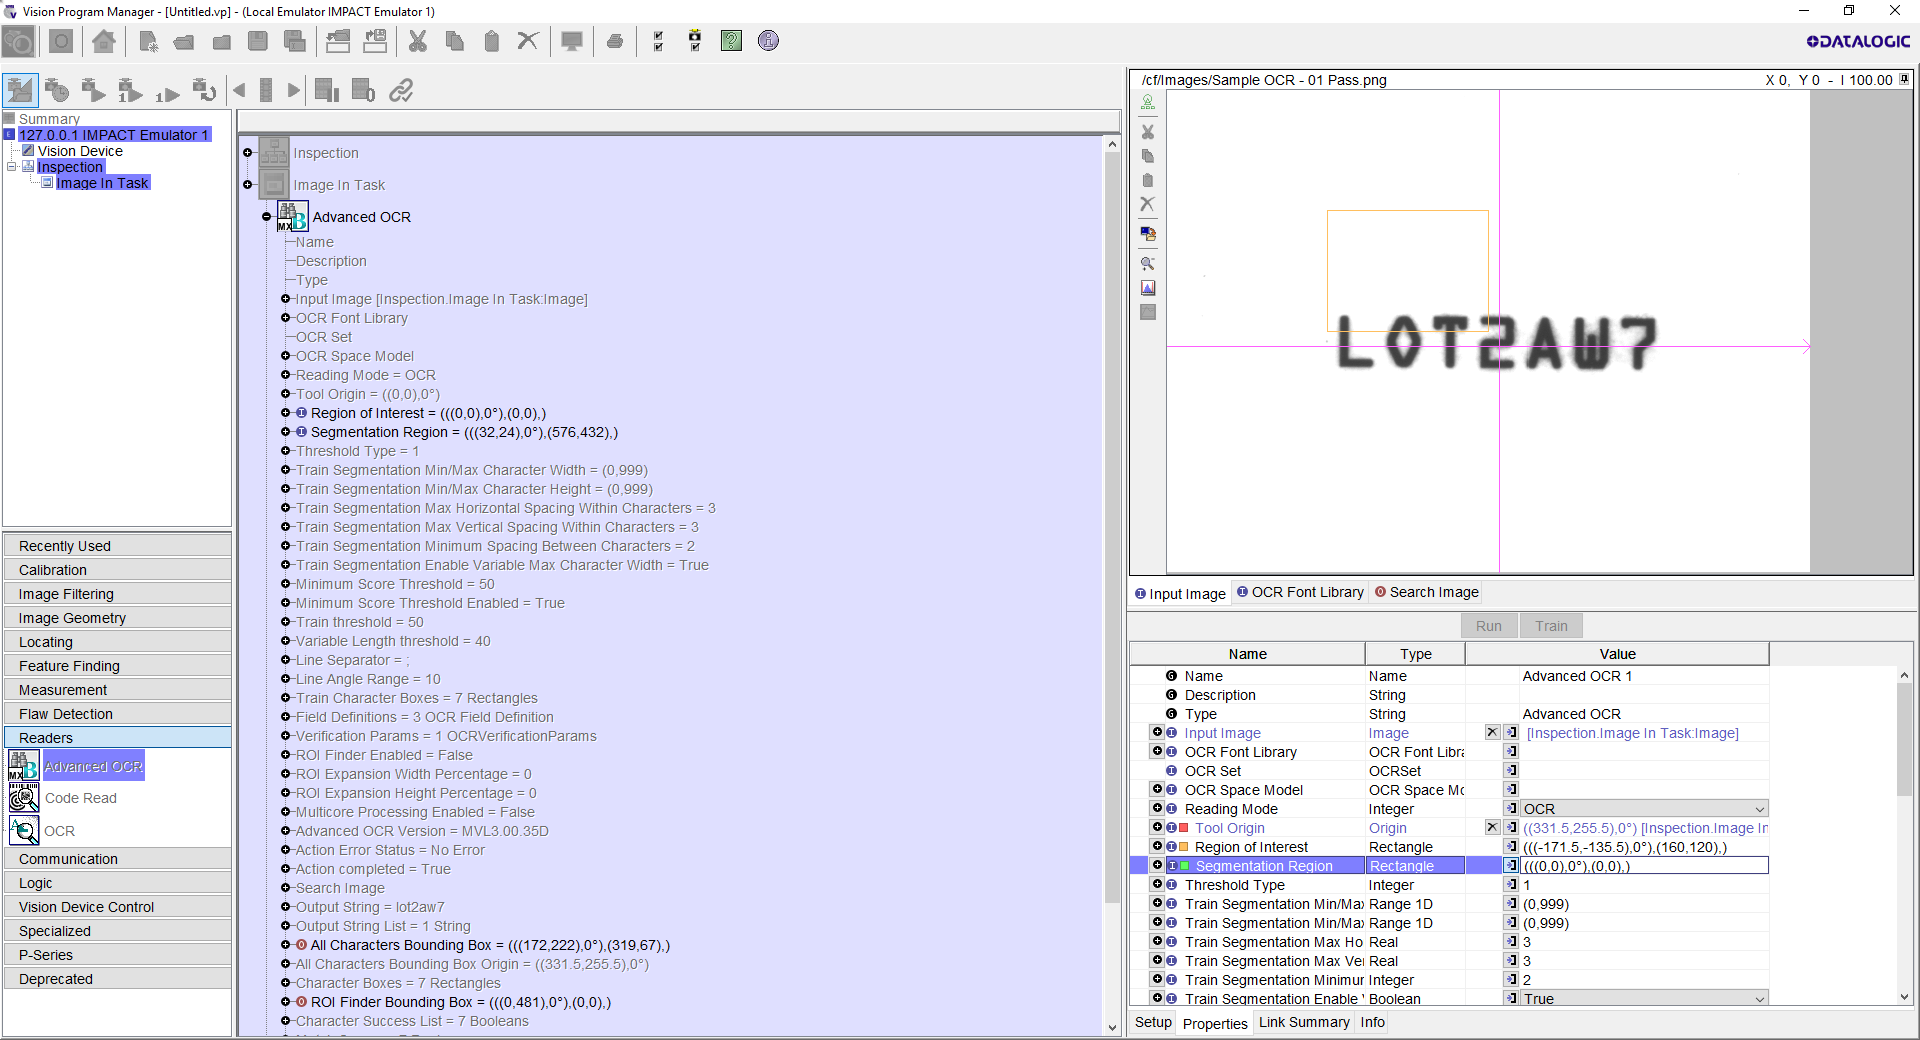 Vision Program Manager - [Untitled.vp] - (Local Emulator IMPACT Emulator 1)
DATALOGIC
Summary
127.0.0.1 IMPACT Emulator 1
Vision Device
Inspection
Image In Task
Recently Used
Calibration
Image Filtering
Image Geometry
Locating
Feature Finding
Measurement
Flaw Detection
Readers
Advanced OCR
Code Read
OCR
Communication
Logic
Vision Device Control
Specialized
P-Series
Deprecated
Inspection
Image In Task
Advanced OCR
Name
Description
Type
Input Image [Inspection.Image In Task:Image]
OCR Font Library
OCR Set
OCR Space Model
Reading Mode = OCR
Tool Origin = ((0,0),0°)
Region of Interest = (((0,0),0°),(0,0),)
Segmentation Region = (((32,24),0°),(576,432),)
Threshold Type = 1
Train Segmentation Min/Max Character Width = (0,999)
Train Segmentation Min/Max Character Height = (0,999)
Train Segmentation Max Horizontal Spacing Within Characters = 3
Train Segmentation Max Vertical Spacing Within Characters = 3
Train Segmentation Minimum Spacing Between Characters = 2
Train Segmentation Enable Variable Max Character Width = True
Minimum Score Threshold = 50
Minimum Score Threshold Enabled = True
Train threshold = 50
Variable Length threshold = 40
Line Separator = ;
Line Angle Range = 10
Train Character Boxes = 7 Rectangles
Field Definitions = 3 OCR Field Definition
Verification Params = 1 OCRVerificationParams
ROI Finder Enabled = False
ROI Expansion Width Percentage = 0
ROI Expansion Height Percentage = 0
Multicore Processing Enabled = False
Advanced OCR Version = MVL3.00.35D
Action Error Status = No Error
Action completed = True
Search Image
Output String = lot2aw7
Output String List = 1 String
All Characters Bounding Box = (((172,222),0°),(319,67),)
All Characters Bounding Box Origin = ((331.5,255.5),0°)
Character Boxes = 7 Rectangles
ROI Finder Bounding Box = (((0,481),0°),(0,0),)
Character Success List = 7 Booleans
/cf/Images/Sample OCR - 01 Pass.png X 0, Y 0 - I 100.00
LOT2AW7
Input Image OCR Font Library Search Image
Run Train
Name Type Value
Name Name Advanced OCR 1
Description String
Type String Advanced OCR
Input Image Image [Inspection.Image In Task:Image]
OCR Font Library OCR Font Libra
OCR Set OCRSet
OCR Space Model OCR Space Mo
Reading Mode Integer OCR
Tool Origin Origin ((331.5,255.5),0°) [Inspection.Image In
Region of Interest Rectangle (((-171.5,-135.5),0°),(160,120),)
Segmentation Region Rectangle (((0,0),0°),(0,0),)
Threshold Type Integer 1
Train Segmentation Min/Max Range 1D (0,999)
Train Segmentation Min/Max Range 1D (0,999)
Train Segmentation Max Ho Real 3
Train Segmentation Max Ver Real 3
Train Segmentation Minimur Integer 2
Train Segmentation Enable Boolean True
Setup Properties Link Summary Info